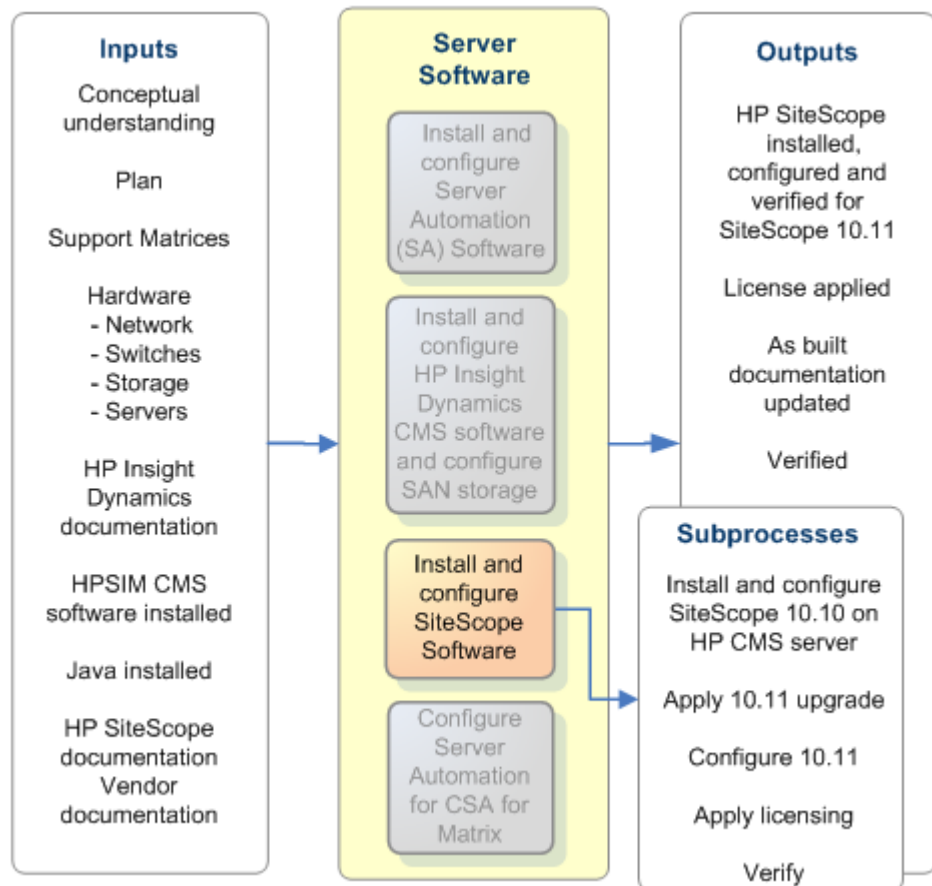 Inputs
Conceptual
understanding
Plan
Support Matrices
Hardware
- Network
- Switches
- Storage
- Servers
HP Insight
Dynamics
documentation
HPSIM CMS
software installed
Java installed
HP SiteScope
documentation
Vendor
documentation
Server
Software
Install and
configure
Server
Automation
(SA) Software
Install and
configure
HP Insight
Dynamics
CMS software
and configure
SAN storage
Install and
configure
SiteScope
Software
Configure
Server
Automation
for CSA for
Matrix
Outputs
HP SiteScope
installed,
configured and
verified for
SiteScope 10.11
License applied
As built
documentation
updated
Verified
Subprocesses
Install and configure
SiteScope 10.10 on
HP CMS server
Apply 10.11 upgrade
Configure 10.11
Apply licensing
Verify